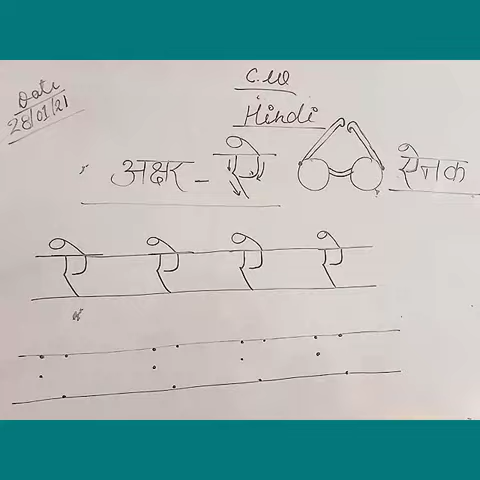 Date
28/01/21
C.W
Hindi
अक्षर - ऐ ऐनक
ऐ ऐ ऐ ऐ